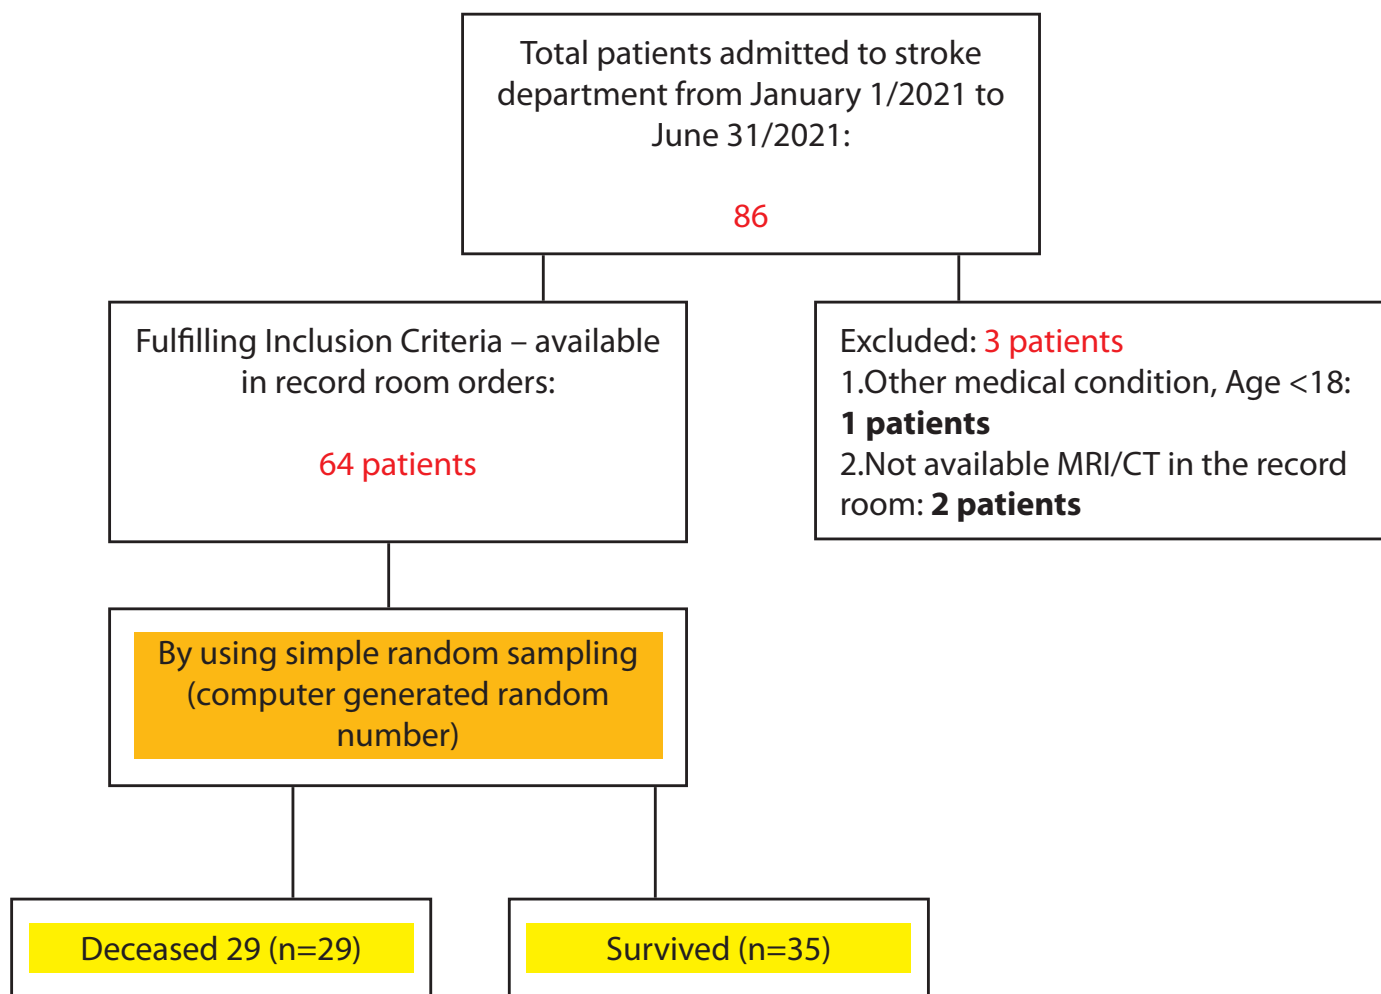 Total patients admitted to stroke
department from January 1/2021 to
June 31/2021:
86
Fulfilling Inclusion Criteria – available
in record room orders:
64 patients
Excluded: 3 patients
1.Other medical condition, Age <18:
1 patients
2.Not available MRI/CT in the record
room: 2 patients
By using simple random sampling
(computer generated random
number)
Deceased 29 (n=29)
Survived (n=35)